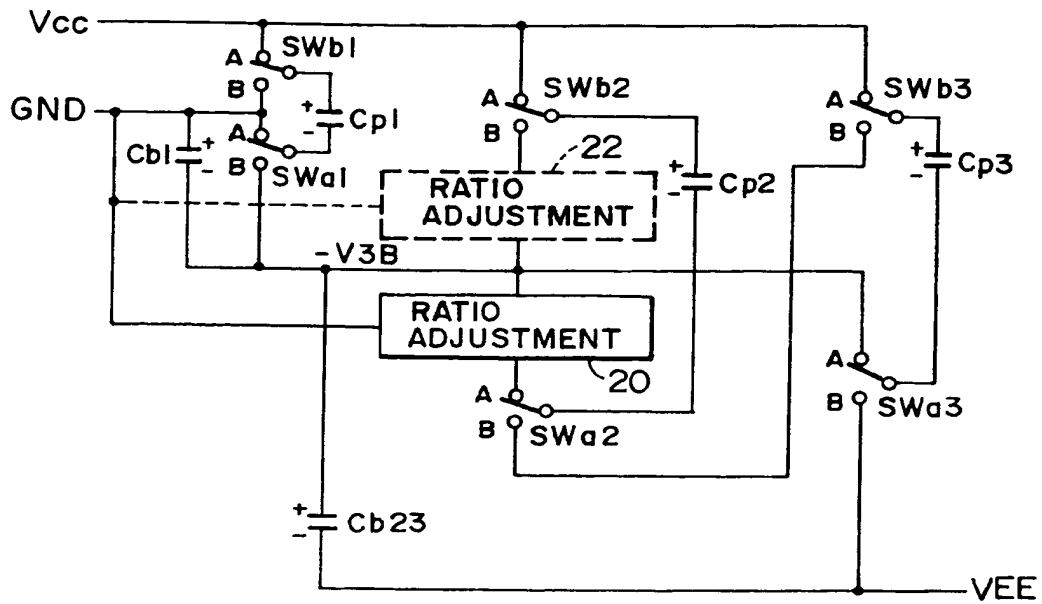 Vcc
A
SWb1
B
+
-
Cp1
GND
A
B
SWa1
Cb1
+
-
A
SWb2
B
22
RATIO
ADJUSTMENT
+
-
Cp2
A
SWb3
B
+
-
Cp3
-V3B
RATIO
ADJUSTMENT
20
A
B
SWa2
A
B
SWa3
+
-
Cb23
VEE